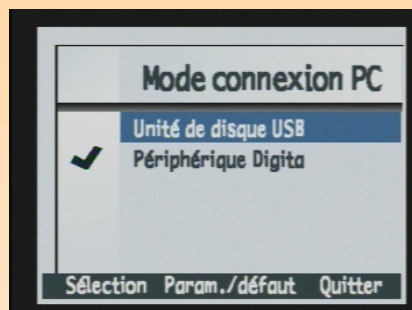 Mode connexion PC
Unité de disque USB
Périphérique Digita
Sélection Param./défaut Quitter